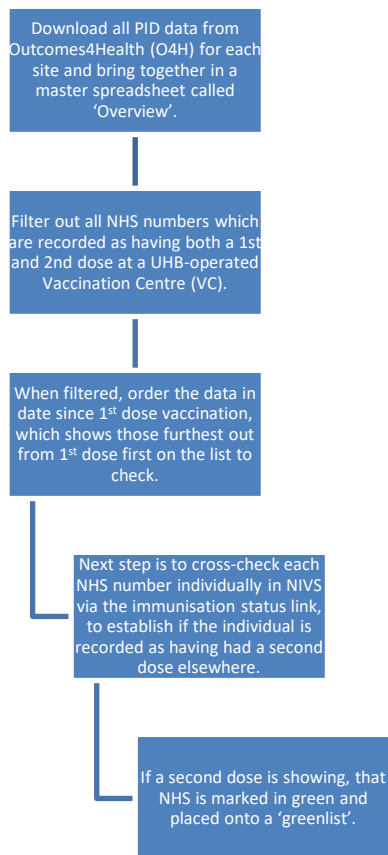 Download all PID data from
Outcomes4Health (O4H) for each
site and bring together in a
master spreadsheet called
‘Overview’.
Filter out all NHS numbers which
are recorded as having both a 1st
and 2nd dose at a UHB-operated
Vaccination Centre (VC).
When filtered, order the data in
date since 1st dose vaccination,
which shows those furthest out
from 1st dose first on the list to
check.
Next step is to cross-check each
NHS number individually in NIVS
via the immunisation status link,
to establish if the individual is
recorded as having had a second
dose elsewhere.
If a second dose is showing, that
NHS is marked in green and
placed onto a ‘greenlist’.